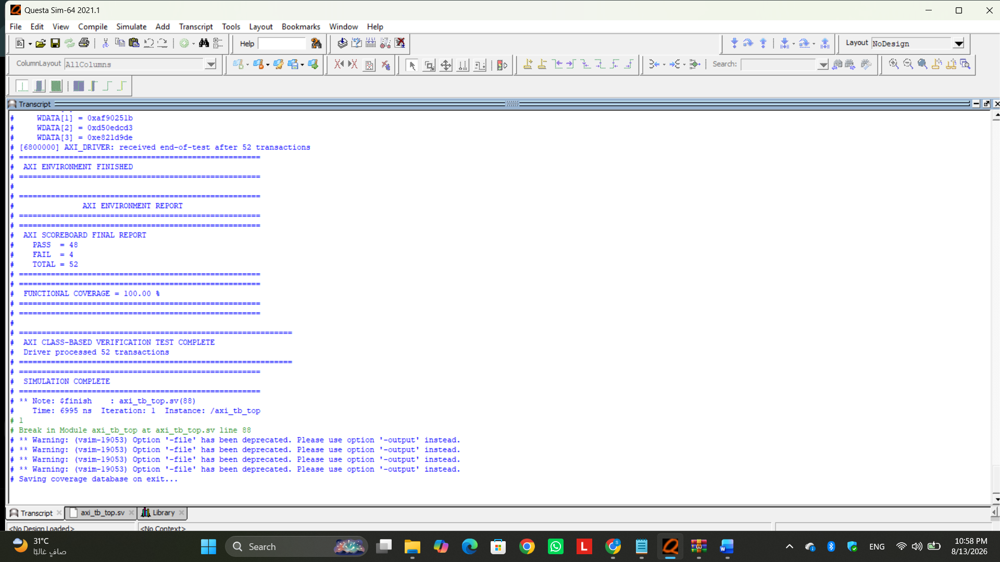 Questa Sim-64 2021.1
File Edit View Compile Simulate Add Transcript Tools Layout Bookmarks Window Help
Help
Layout NoDesign
ColumnLayout AllColumns
Search:
Transcript
#     WDATA[1] = 0xaf90251b
#     WDATA[2] = 0xd50edcd3
#     WDATA[3] = 0xe821d9de
# [6800000] AXI_DRIVER: received end-of-test after 52 transactions
# =====================================================
#  AXI ENVIRONMENT FINISHED
# =====================================================
#
# =====================================================
#              AXI ENVIRONMENT REPORT
# =====================================================
# =====================================================
#  AXI SCOREBOARD FINAL REPORT
#    PASS  = 48
#    FAIL  = 4
#    TOTAL = 52
# =====================================================
# =====================================================
#  FUNCTIONAL COVERAGE = 100.00 %
# =====================================================
# =====================================================
#
# ============================================================
#  AXI CLASS-BASED VERIFICATION TEST COMPLETE
#  Driver processed 52 transactions
# ============================================================
# =====================================================
#  SIMULATION COMPLETE
# =====================================================
# ** Note: $finish    : axi_tb_top.sv(88)
#    Time: 6995 ns  Iteration: 1  Instance: /axi_tb_top
# 1
# Break in Module axi_tb_top at axi_tb_top.sv line 88
# ** Warning: (vsim-19053) Option '-file' has been deprecated. Please use option '-output' instead.
# ** Warning: (vsim-19053) Option '-file' has been deprecated. Please use option '-output' instead.
# ** Warning: (vsim-19053) Option '-file' has been deprecated. Please use option '-output' instead.
# ** Warning: (vsim-19053) Option '-file' has been deprecated. Please use option '-output' instead.
# Saving coverage database on exit...
Transcript axi_tb_top.sv Library
<No Design Loaded> <No Context>
31°C
صافٍ غالبًا
Search
L
S
W
ENG
10:58 PM
8/13/2026